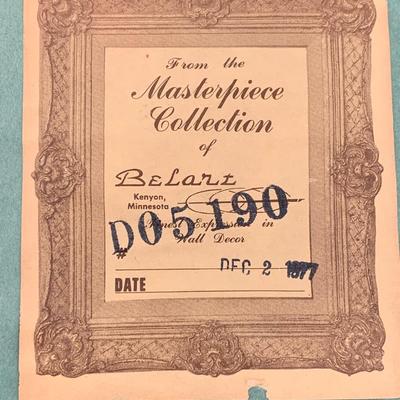 From the
Masterpiece
Collection
of
BeLart
Kenyon,
Minnesota
Finest Expression in
Wall Decor
# D05190
DEC 2 1977
DATE